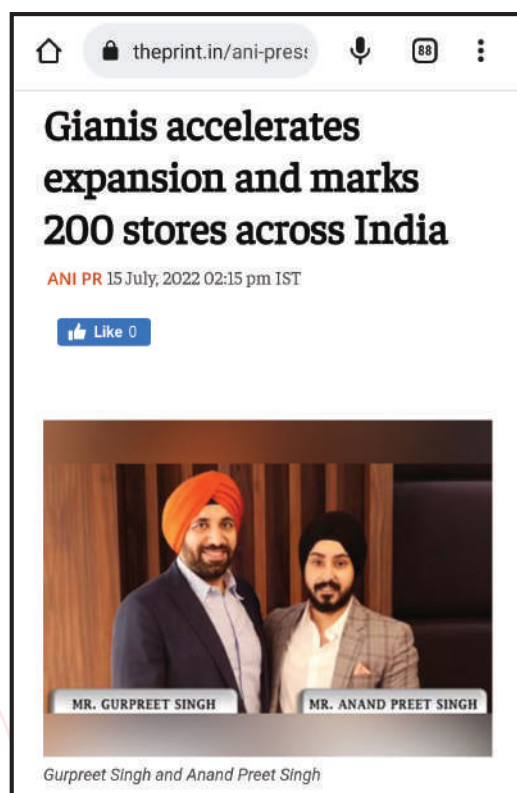 theprint.in/ani-press
88
Gianis accelerates
expansion and marks
200 stores across India
ANI PR 15 July, 2022 02:15 pm IST
Like 0
MR. GURPREET SINGH
MR. ANAND PREET SINGH
Gurpreet Singh and Anand Preet Singh